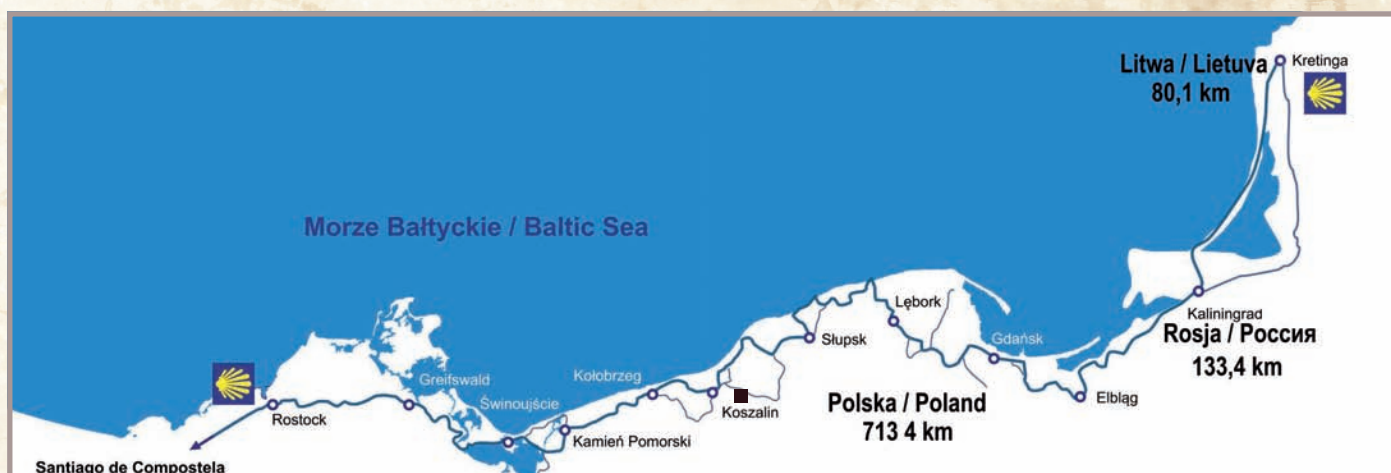 Litwa / Lietuva
80,1 km
Kretinga
Morze Bałtyckie / Baltic Sea
Lębork
Kaliningrad
Rosja / Россия
133,4 km
Słupsk
Gdańsk
Kołobrzeg
Greifswald
Świnoujście
Koszalin
Polska / Poland
713 4 km
Elbląg
Rostock
Kamień Pomorski
Santiago de Compostela